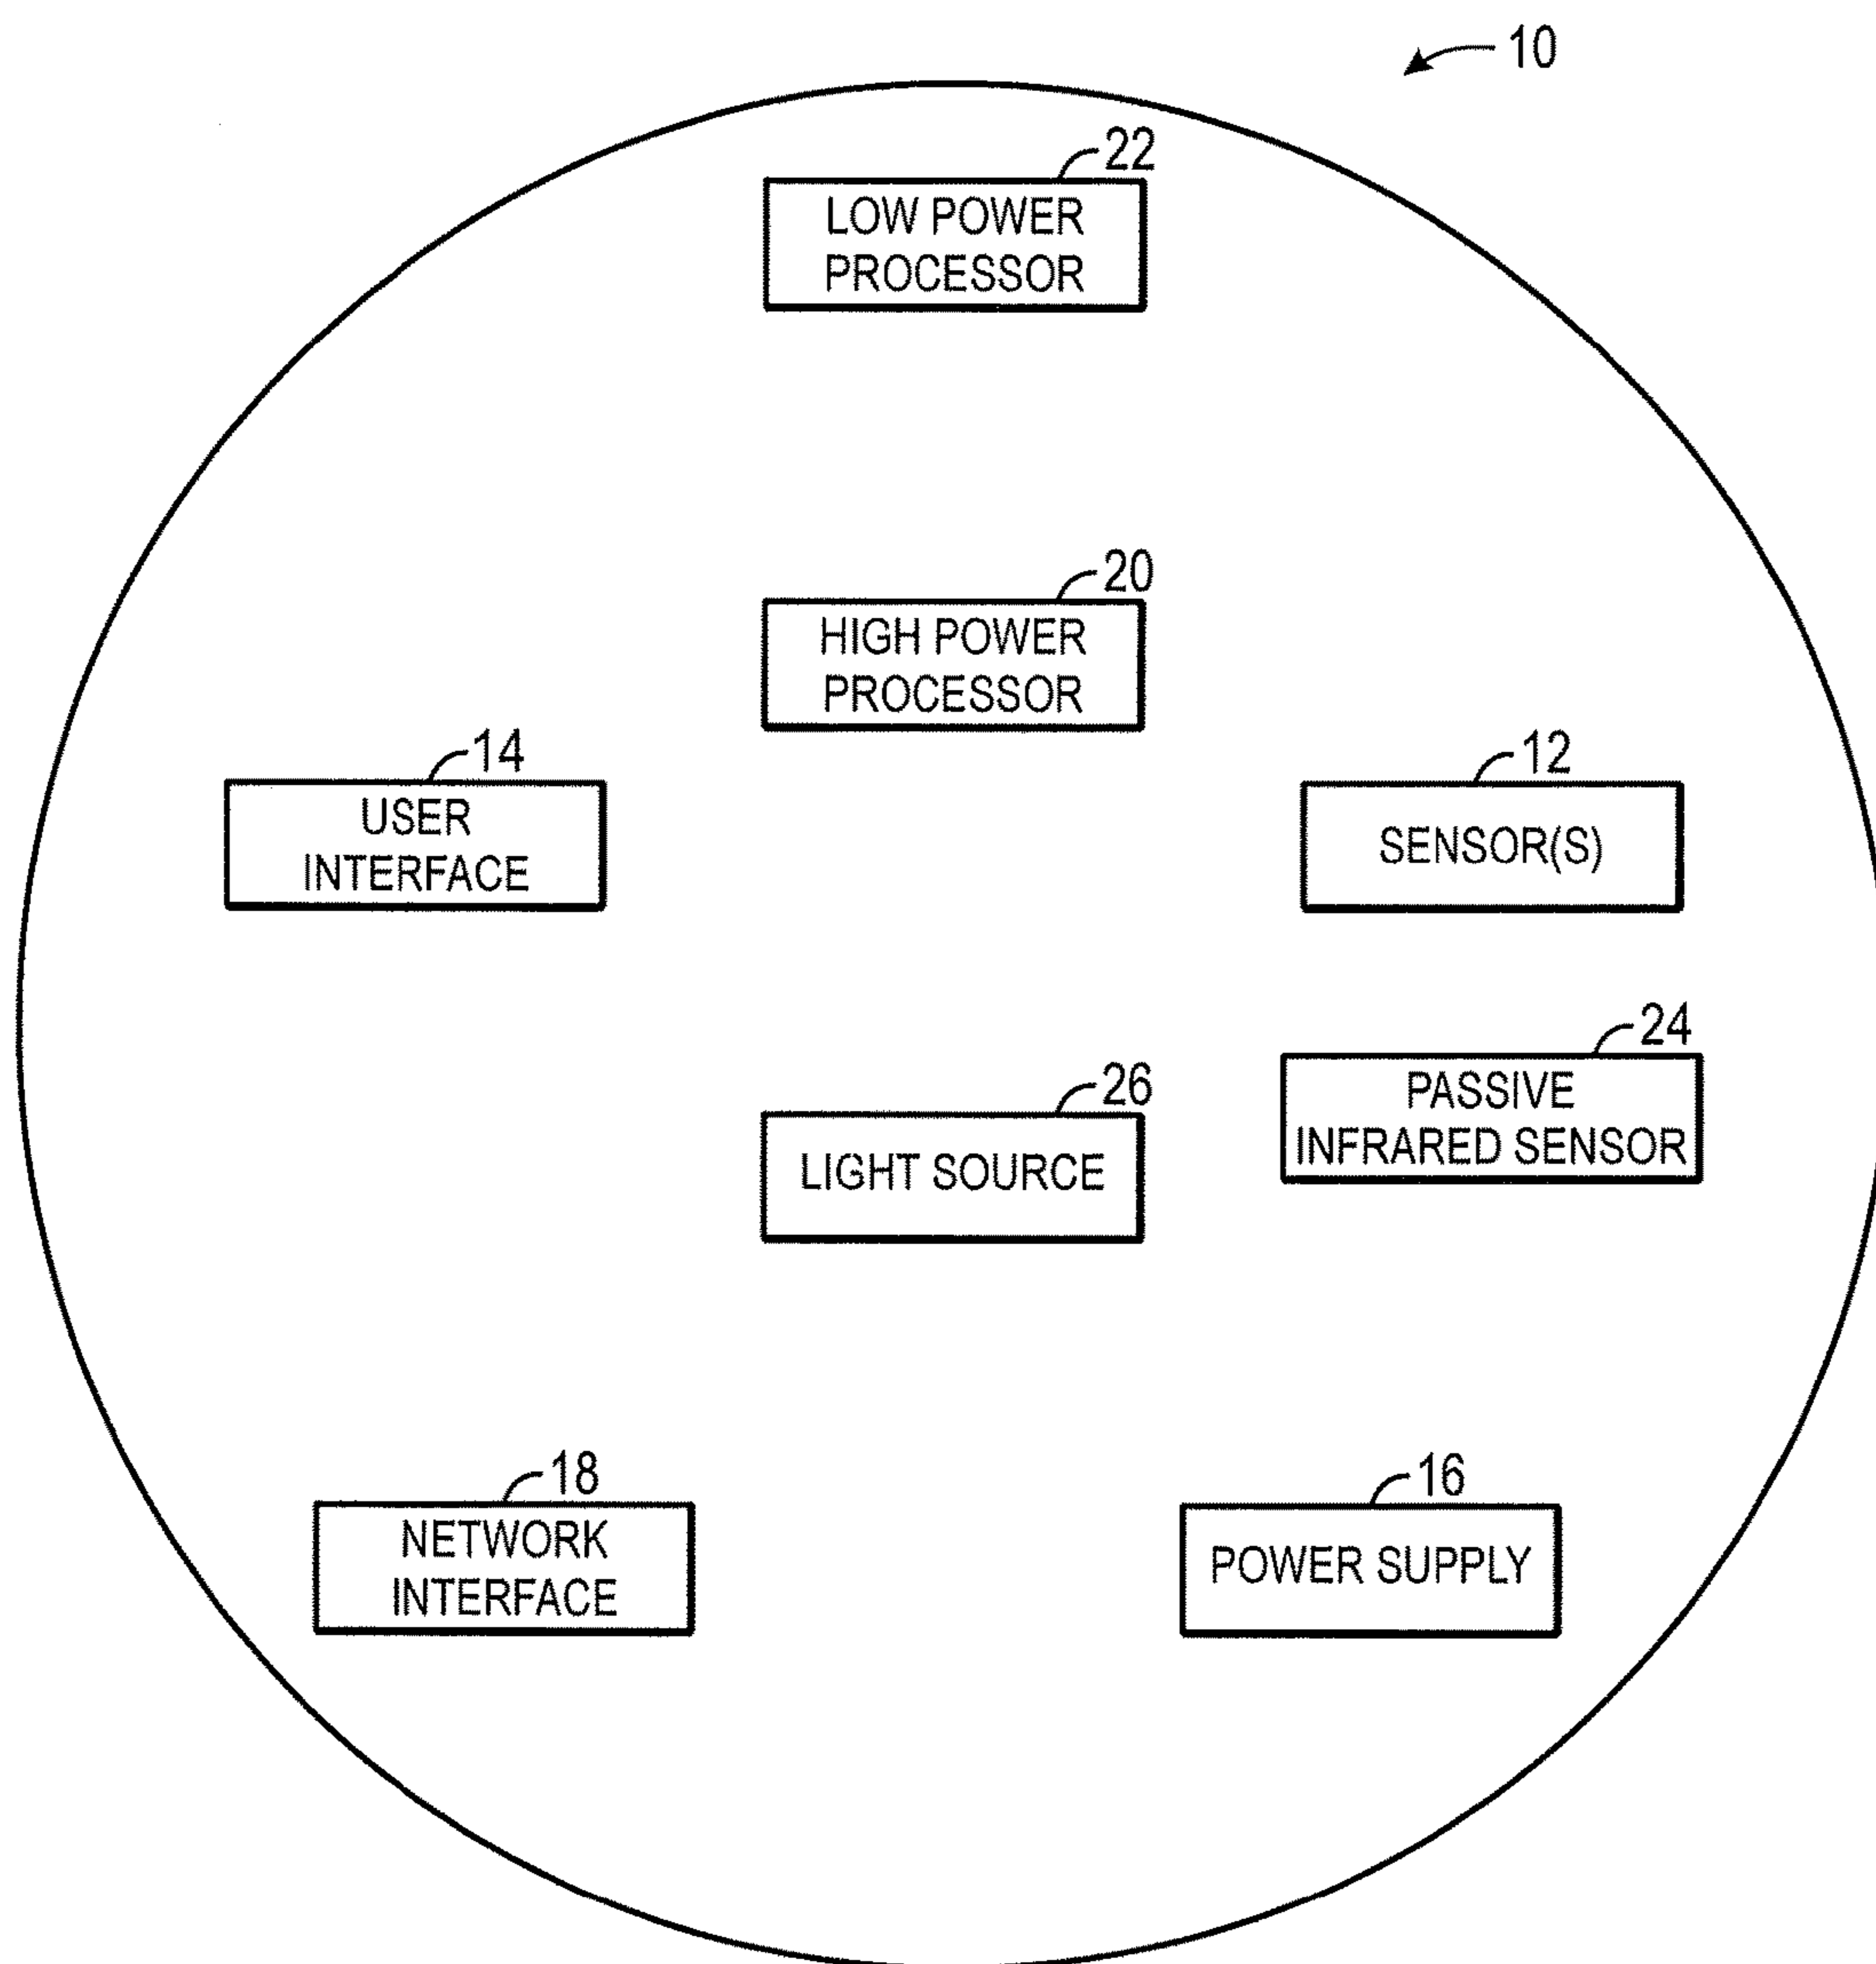 10
22
LOW POWER
PROCESSOR
20
HIGH POWER
PROCESSOR
14
USER
INTERFACE
12
SENSOR(S)
24
PASSIVE
INFRARED SENSOR
26
LIGHT SOURCE
18
NETWORK
INTERFACE
16
POWER SUPPLY